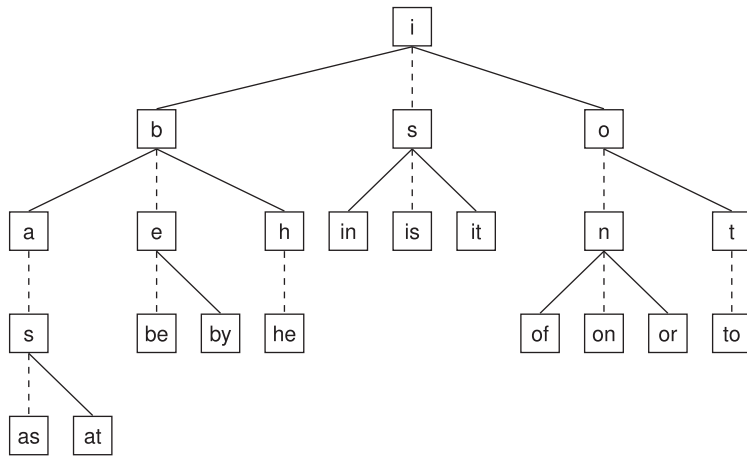 i
b s o
a e h in is it n t
s be by he of on or to
as at